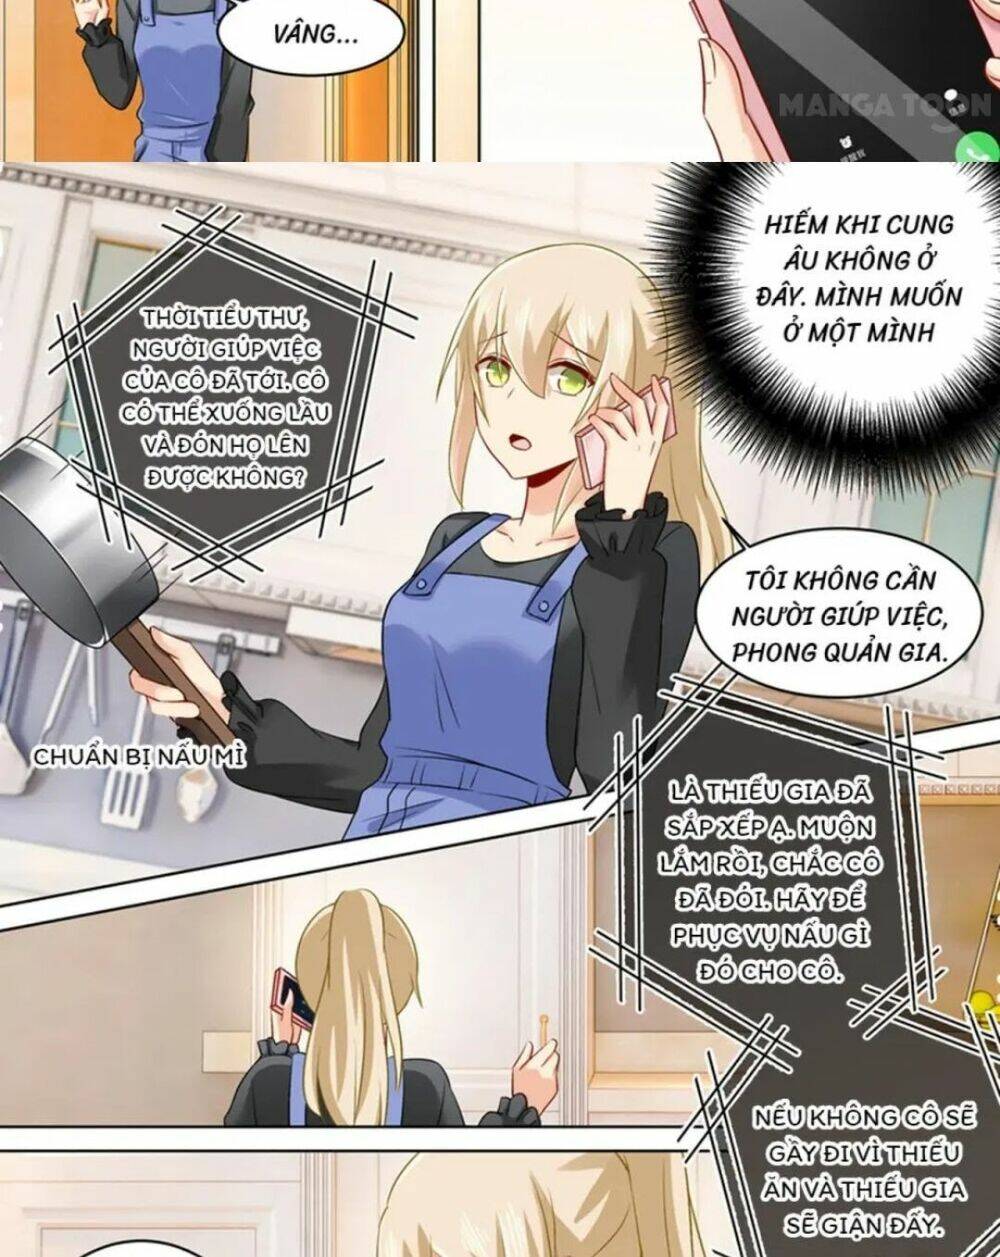 VÂNG...
MANGATOON
HIẾM KHI CUNG
ÂU KHÔNG Ở
ĐÂY. MÌNH MUỐN
Ở MỘT MÌNH
THỜI TIỂU THƯ,
NGƯỜI GIÚP VIỆC
CỦA CÔ ĐÃ TỚI. CÔ
CÓ THỂ XUỐNG LẦU
VÀ ĐÓN HỌ LÊN
ĐƯỢC KHÔNG?
TÔI KHÔNG CẦN
NGƯỜI GIÚP VIỆC,
PHONG QUẢN GIA.
CHUẨN BỊ NẤU MÌ
LÀ THIẾU GIA ĐÃ
SẮP XẾP Ạ. MUỘN
LẮM RỒI, CHẮC CÔ
ĐÃ ĐÓI. HÃY ĐỂ
PHỤC VỤ NẤU GÌ
ĐÓ CHO CÔ.
NẾU KHÔNG CÔ SẼ
GẦY ĐI VÌ THIẾU
ĂN VÀ THIẾU GIA
SẼ GIẬN ĐẤY.